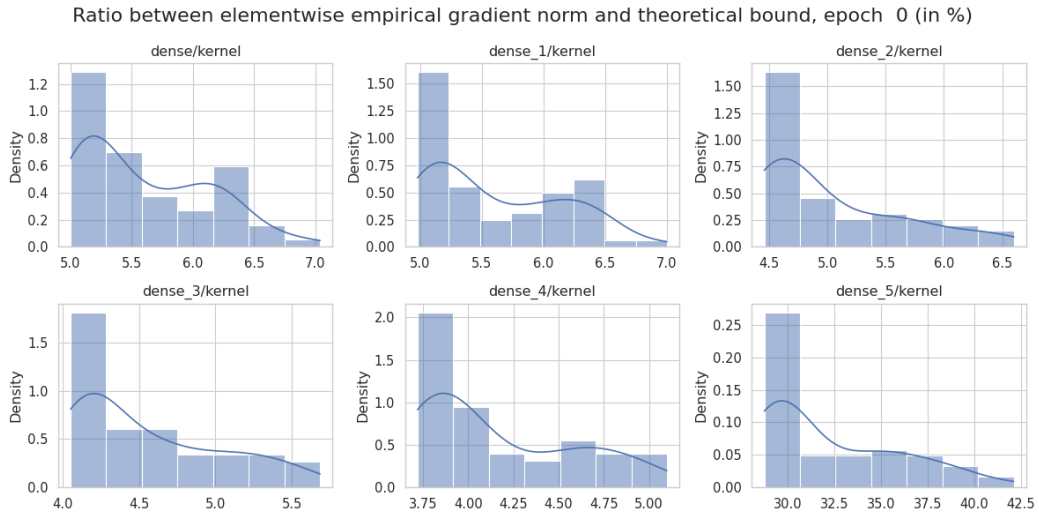 Ratio between elementwise empirical gradient norm and theoretical bound, epoch  0 (in %)
dense/kernel
dense_1/kernel
dense_2/kernel
Density
1.2
1.0
0.8
0.6
0.4
0.2
0.0
5.0 5.5 6.0 6.5 7.0
Density
1.50
1.25
1.00
0.75
0.50
0.25
0.00
5.0 5.5 6.0 6.5 7.0
Density
1.50
1.25
1.00
0.75
0.50
0.25
0.00
4.5 5.0 5.5 6.0 6.5
dense_3/kernel
dense_4/kernel
dense_5/kernel
Density
1.5
1.0
0.5
0.0
4.0 4.5 5.0 5.5
Density
2.0
1.5
1.0
0.5
0.0
3.75 4.00 4.25 4.50 4.75 5.00
Density
0.25
0.20
0.15
0.10
0.05
0.00
30.0 32.5 35.0 37.5 40.0 42.5